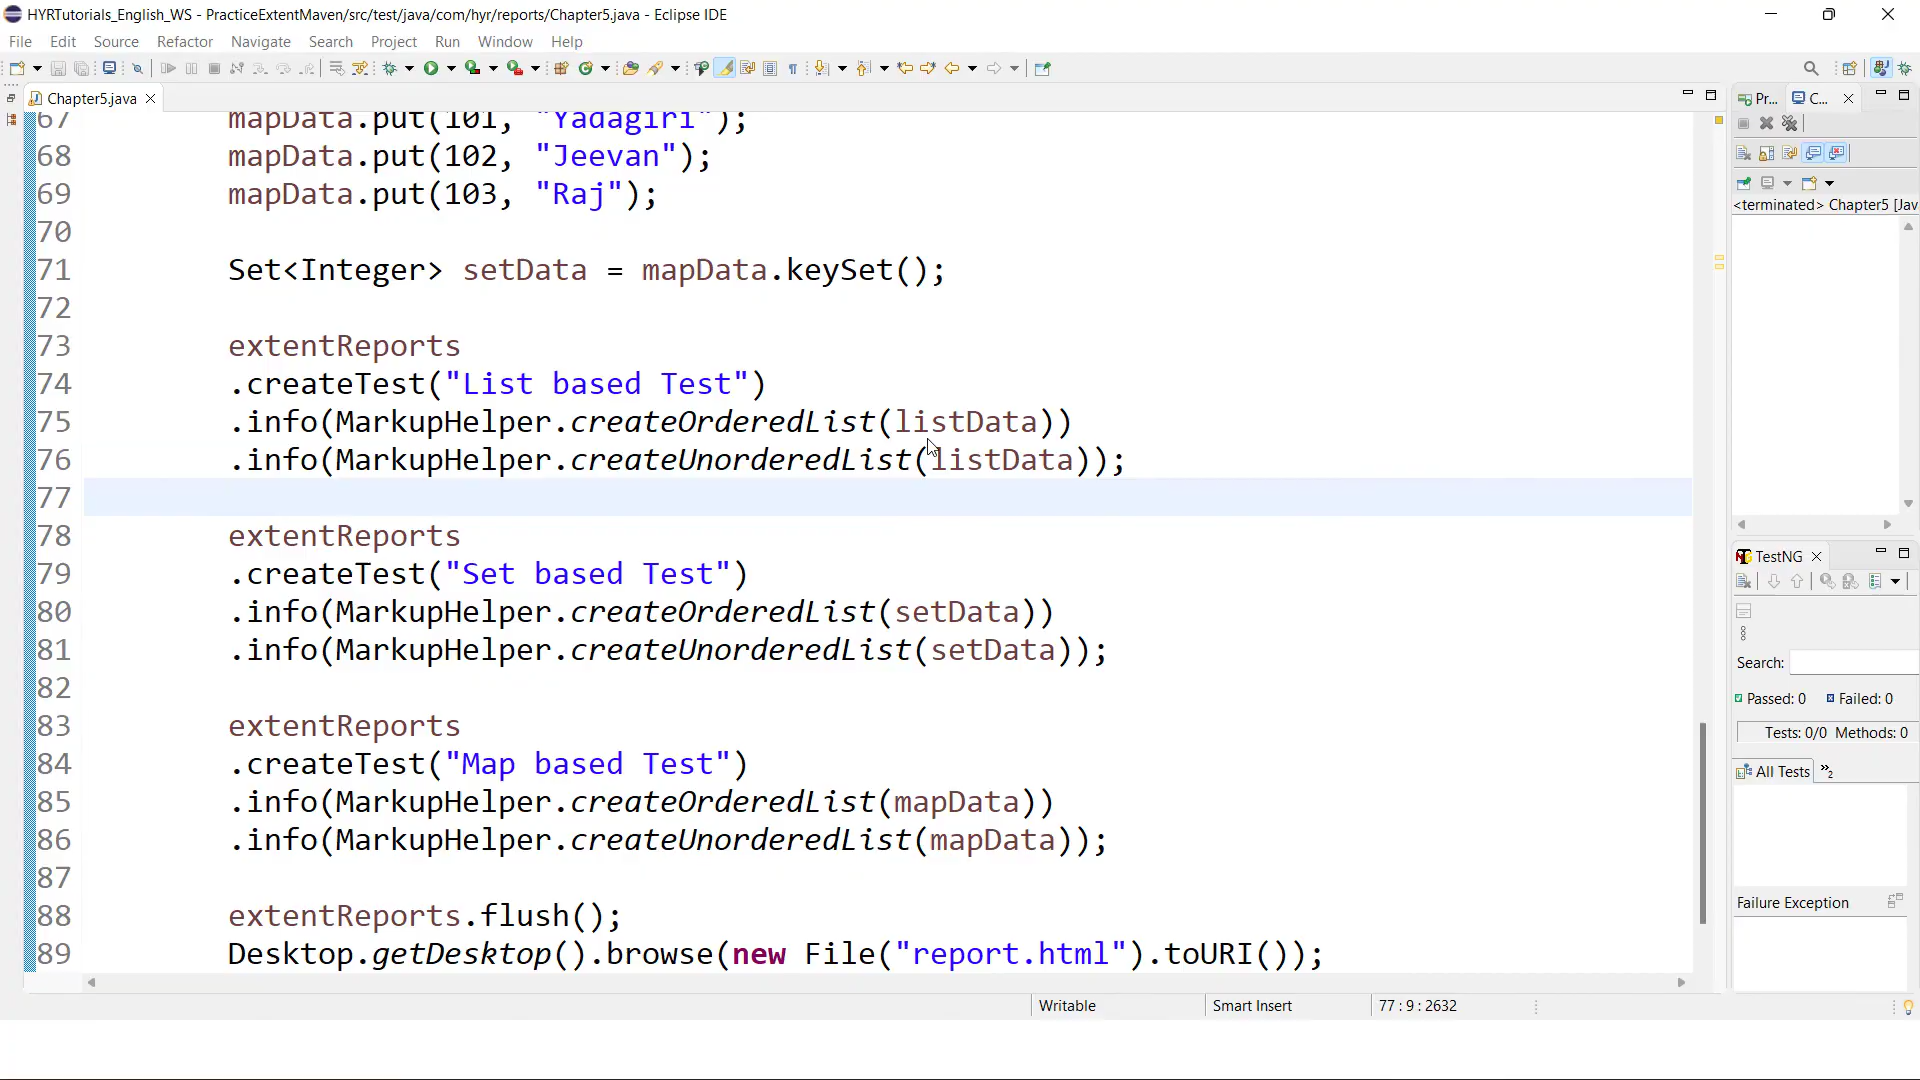 HYRTutorials_English_WS - PracticeExtentMaven/src/test/java/com/hyr/reports/Chapter5.java - Eclipse IDE
File Edit Source Refactor Navigate Search Project Run Window Help
Chapter5.java
67 mapData.put(101, "Yadagiri");
68 mapData.put(102, "Jeevan");
69 mapData.put(103, "Raj");
70
71 Set<Integer> setData = mapData.keySet();
72
73 extentReports
74 .createTest("List based Test")
75 .info(MarkupHelper.createOrderedList(listData))
76 .info(MarkupHelper.createUnorderedList(listData));
77
78 extentReports
79 .createTest("Set based Test")
80 .info(MarkupHelper.createOrderedList(setData))
81 .info(MarkupHelper.createUnorderedList(setData));
82
83 extentReports
84 .createTest("Map based Test")
85 .info(MarkupHelper.createOrderedList(mapData))
86 .info(MarkupHelper.createUnorderedList(mapData));
87
88 extentReports.flush();
89 Desktop.getDesktop().browse(new File("report.html").toURI());
Pr... C...
<terminated> Chapter5 [Jav
TestNG
Search:
Passed: 0 Failed: 0
Tests: 0/0 Methods: 0
All Tests »2
Failure Exception
Writable Smart Insert 77 : 9 : 2632